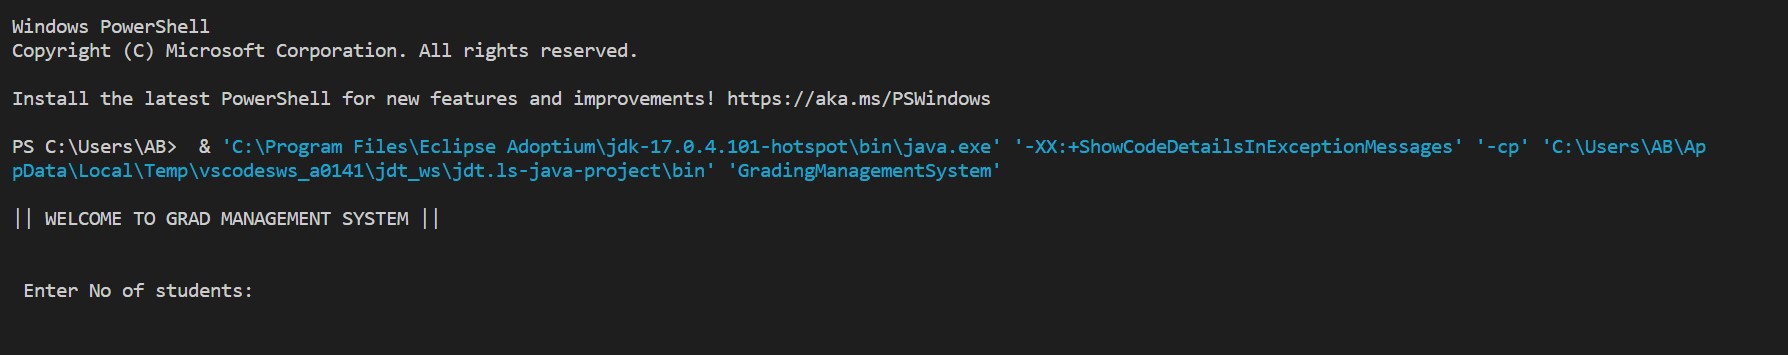 Windows PowerShell
Copyright (C) Microsoft Corporation. All rights reserved.
Install the latest PowerShell for new features and improvements! https://aka.ms/PSWindows
PS C:\Users\AB>  & 'C:\Program Files\Eclipse Adoptium\jdk-17.0.4.101-hotspot\bin\java.exe' '-XX:+ShowCodeDetailsInExceptionMessages' '-cp' 'C:\Users\AB\Ap
pData\Local\Temp\vscodesws_a0141\jdt_ws\jdt.ls-java-project\bin' 'GradingManagementSystem'
|| WELCOME TO GRAD MANAGEMENT SYSTEM ||
Enter No of students: